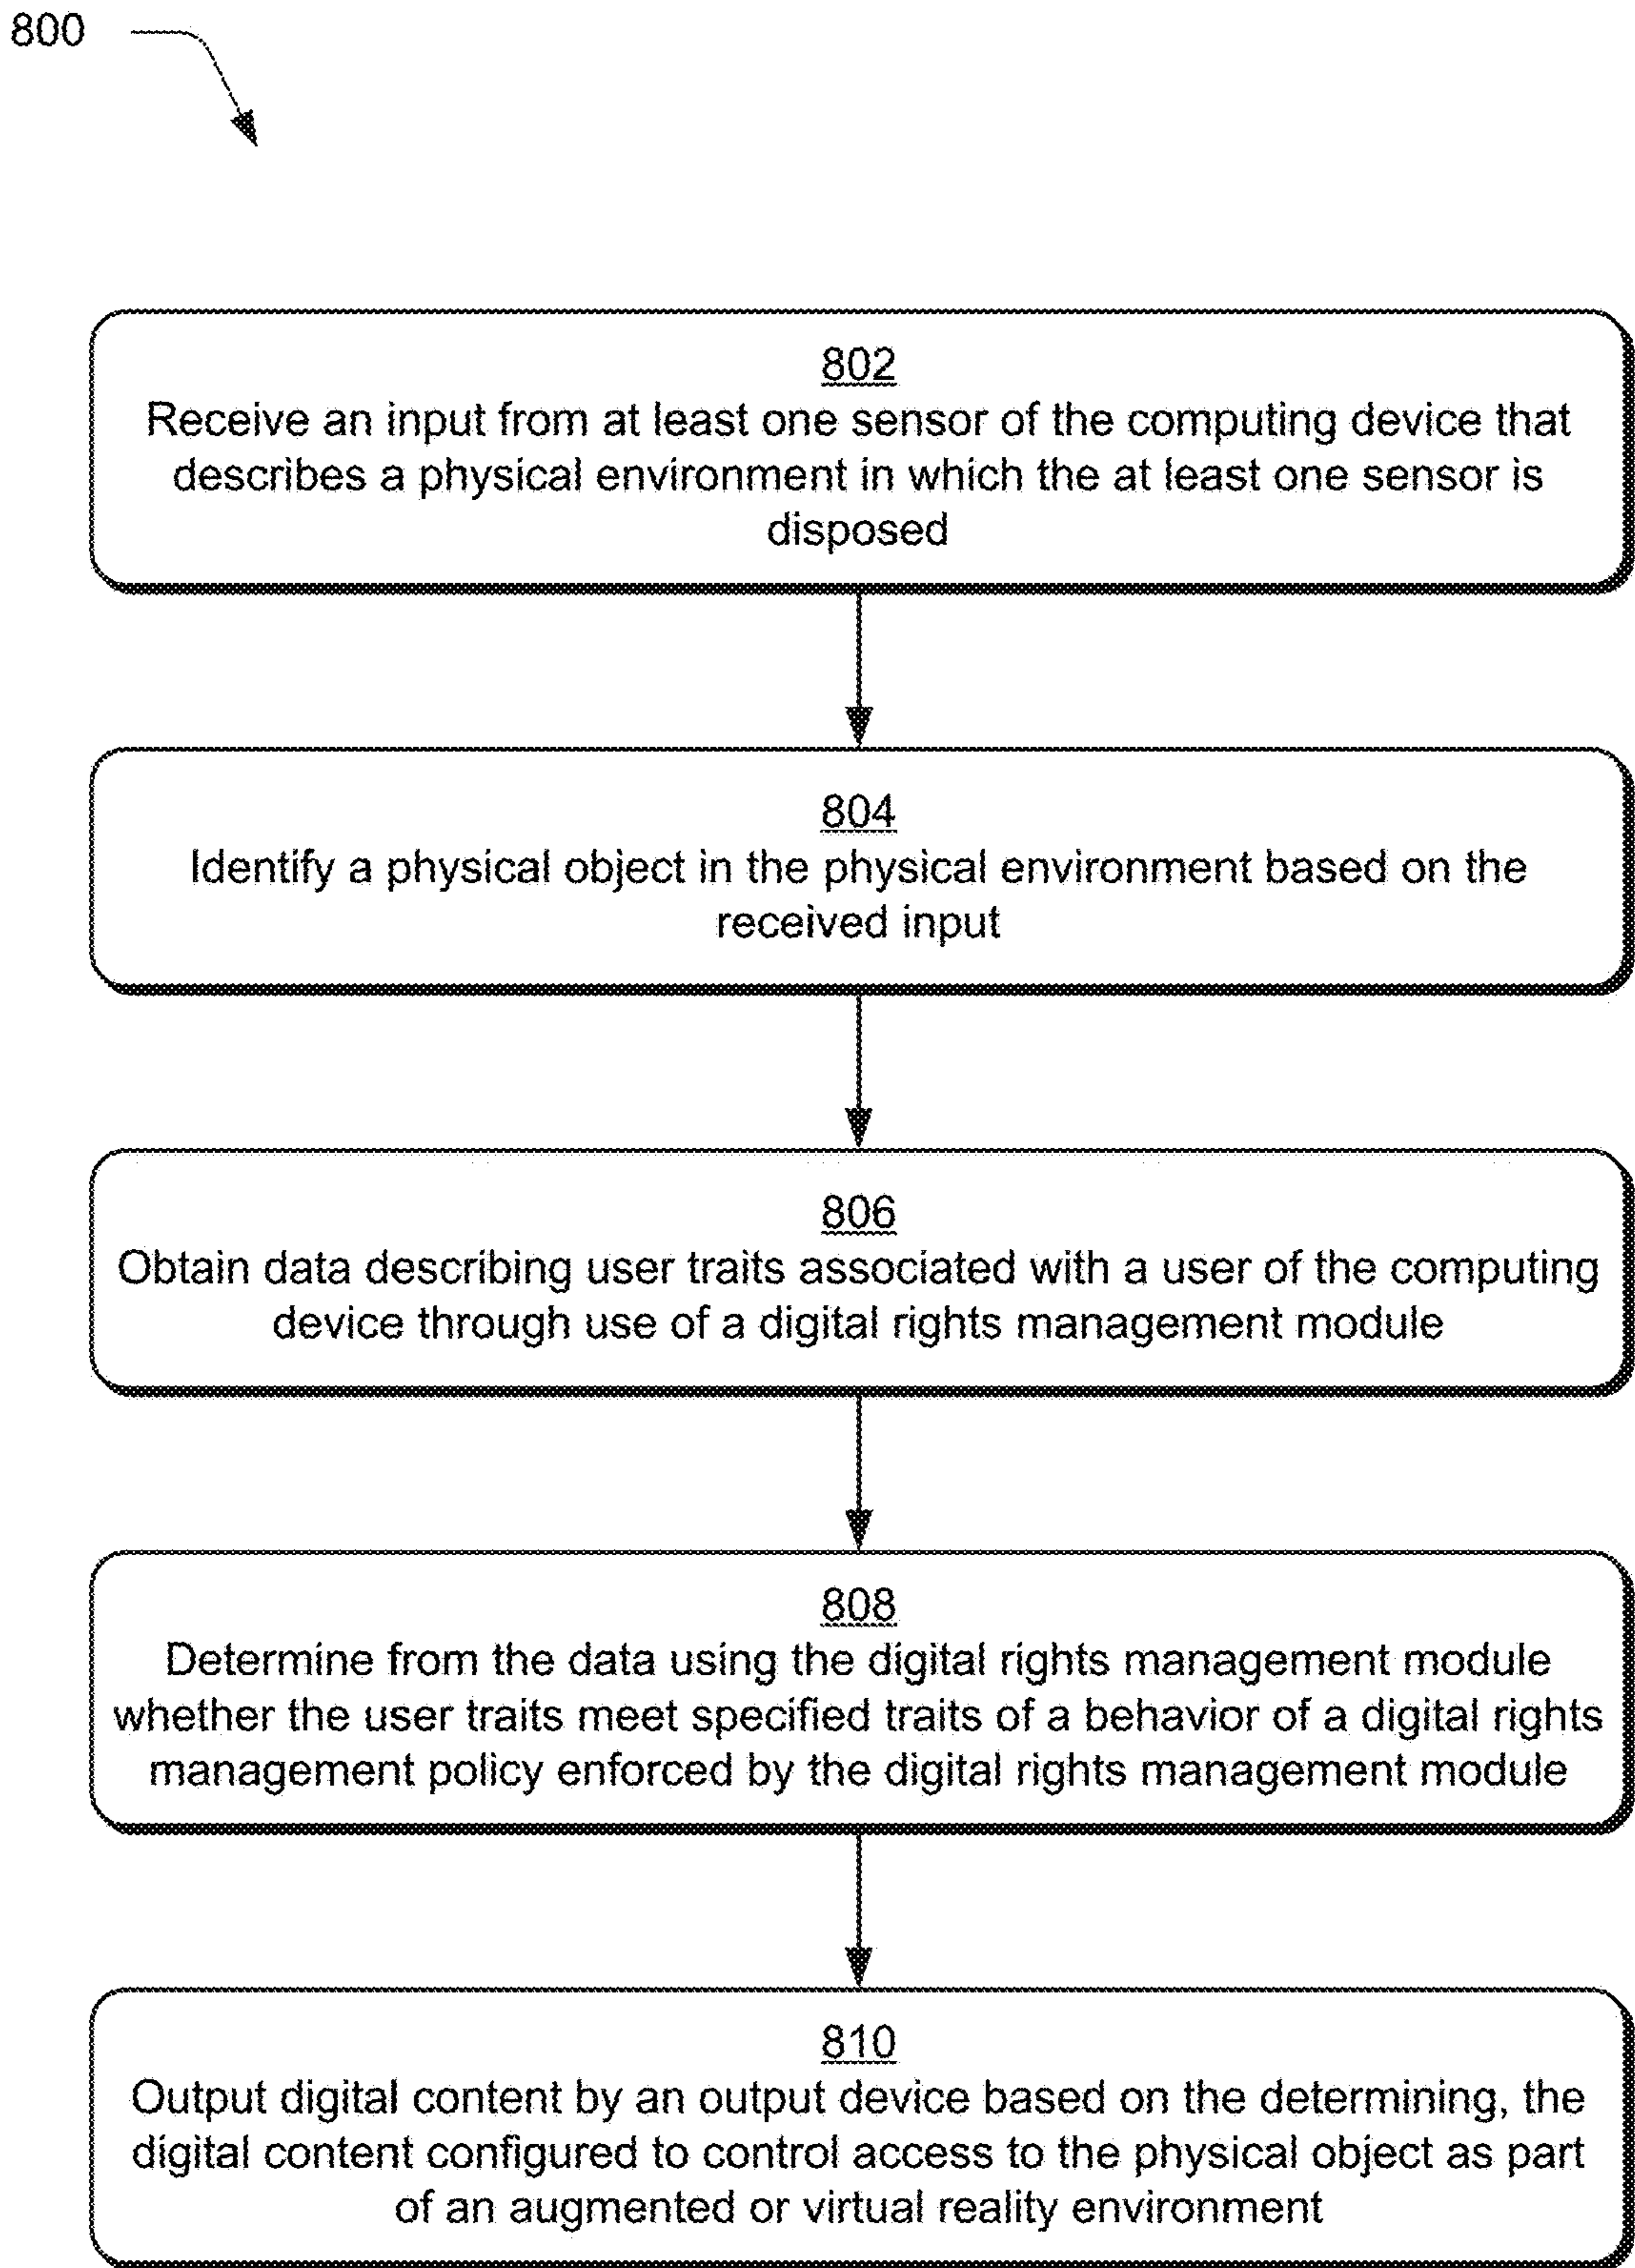 800
802
Receive an input from at least one sensor of the computing device that
describes a physical environment in which the at least one sensor is
disposed
804
Identify a physical object in the physical environment based on the
received input
806
Obtain data describing user traits associated with a user of the computing
device through use of a digital rights management module
808
Determine from the data using the digital rights management module
whether the user traits meet specified traits of a behavior of a digital rights
management policy enforced by the digital rights management module
810
Output digital content by an output device based on the determining, the
digital content configured to control access to the physical object as part
of an augmented or virtual reality environment